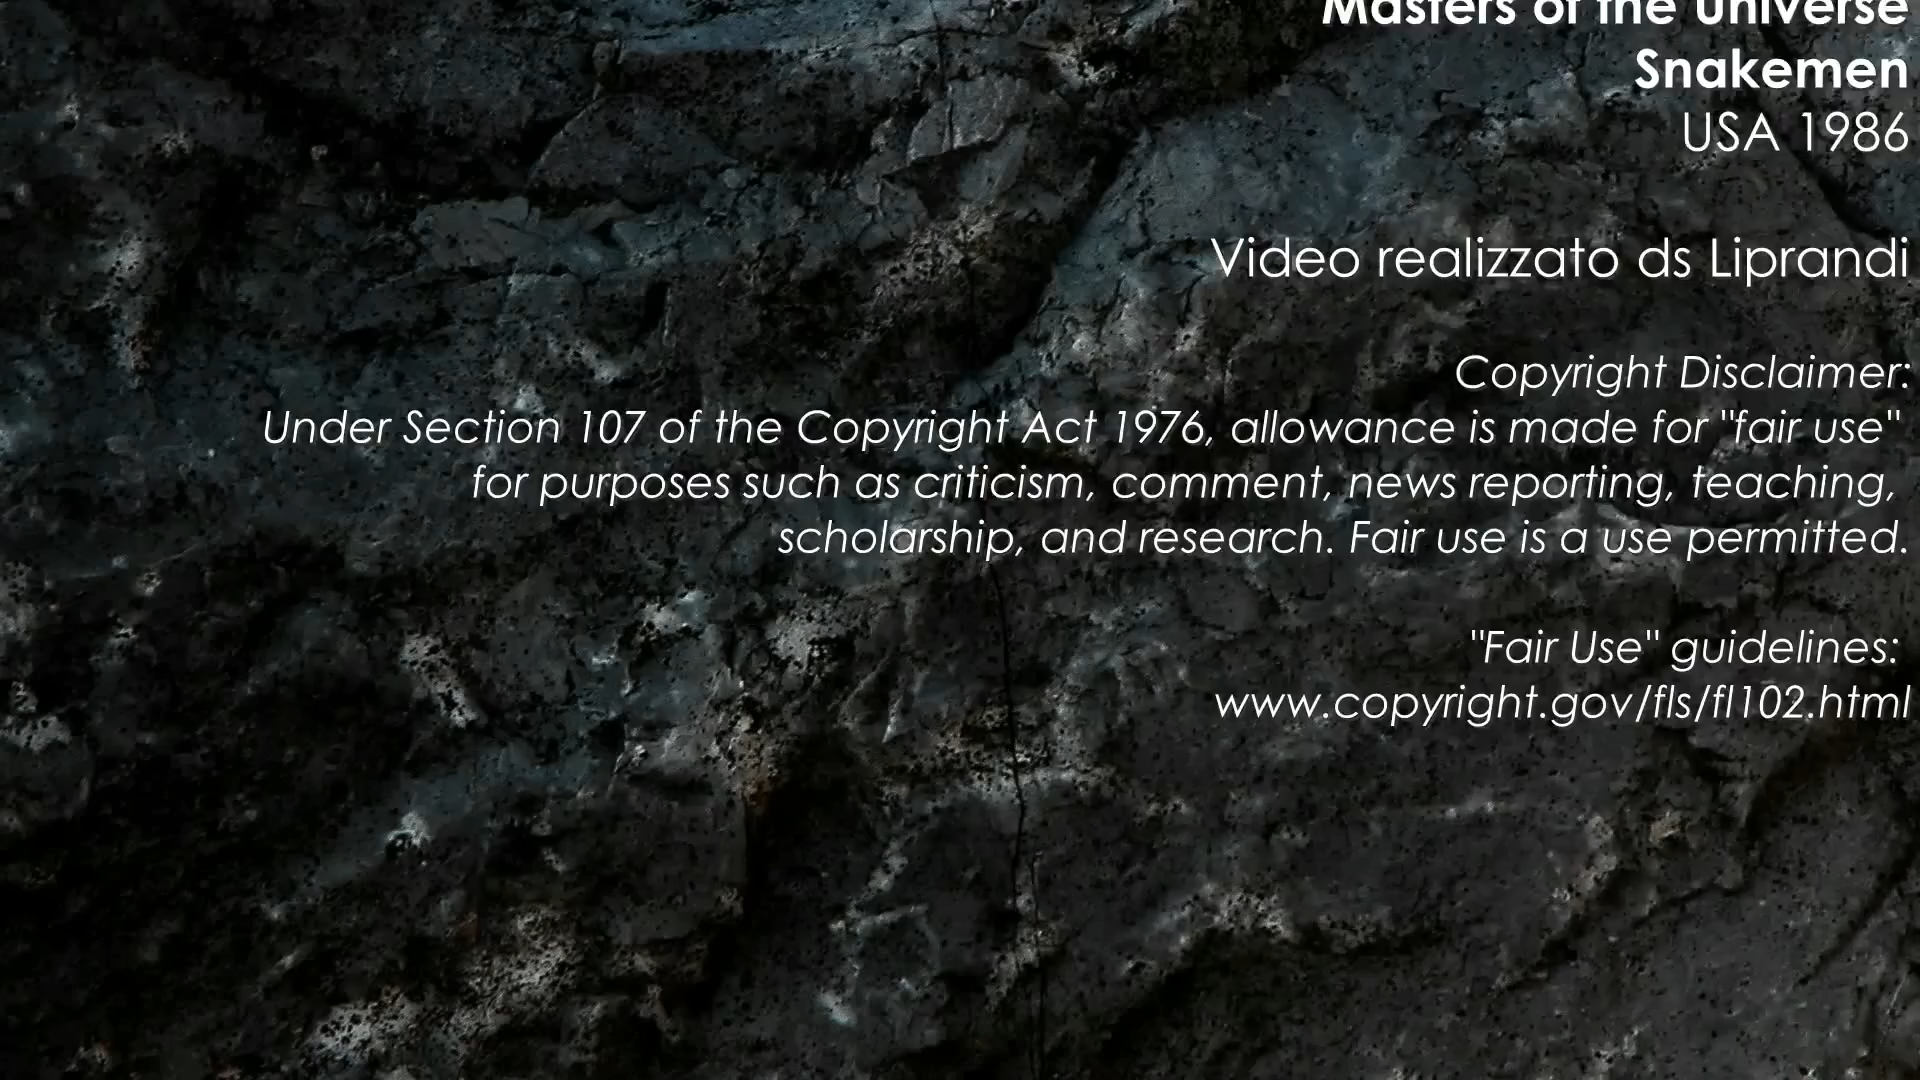 Masters of the Universe
Snakemen
USA 1986
Video realizzato ds Liprandi
Copyright Disclaimer:
Under Section 107 of the Copyright Act 1976, allowance is made for "fair use"
for purposes such as criticism, comment, news reporting, teaching,
scholarship, and research. Fair use is a use permitted.
"Fair Use" guidelines:
www.copyright.gov/fls/fl102.html